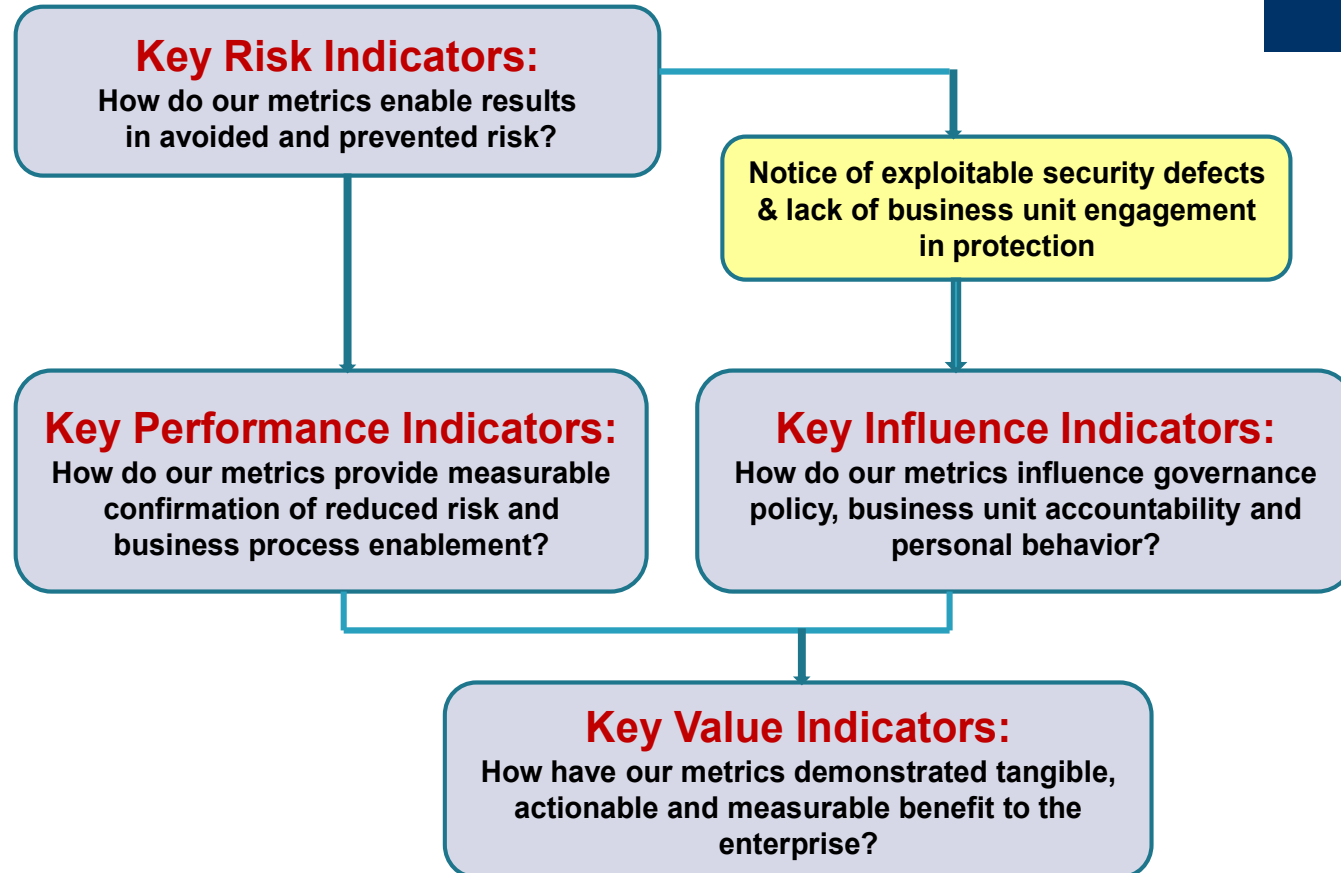 Key Risk Indicators:
How do our metrics enable results
in avoided and prevented risk?
Notice of exploitable security defects
& lack of business unit engagement
in protection
Key Performance Indicators:
How do our metrics provide measurable
confirmation of reduced risk and
business process enablement?
Key Influence Indicators:
How do our metrics influence governance
policy, business unit accountability and
personal behavior?
Key Value Indicators:
How have our metrics demonstrated tangible,
actionable and measurable benefit to the
enterprise?